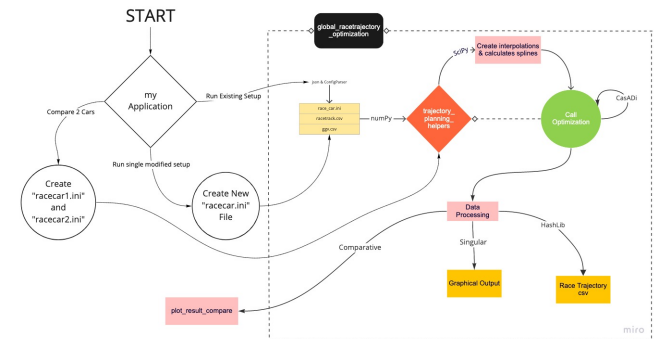 START
global_racetrajectory
_optimization
my
Application
Run Existing Setup
json & ConfigParser
race_car.ini
racetrack.csv
ggv.csv
numPy
trajectory_
planning_
helpers
SciPy
Create interpolations
& calculates splines
Call
Optimization
CasADi
Compare 2 Cars
Run single modified setup
Create
"racecar1.ini"
and
"racecar2.ini"
Create New
"racecar.ini"
File
Data
Processing
Comparative
Singular
HashLib
Graphical Output
Race Trajectory
csv
plot_result_compare
miro